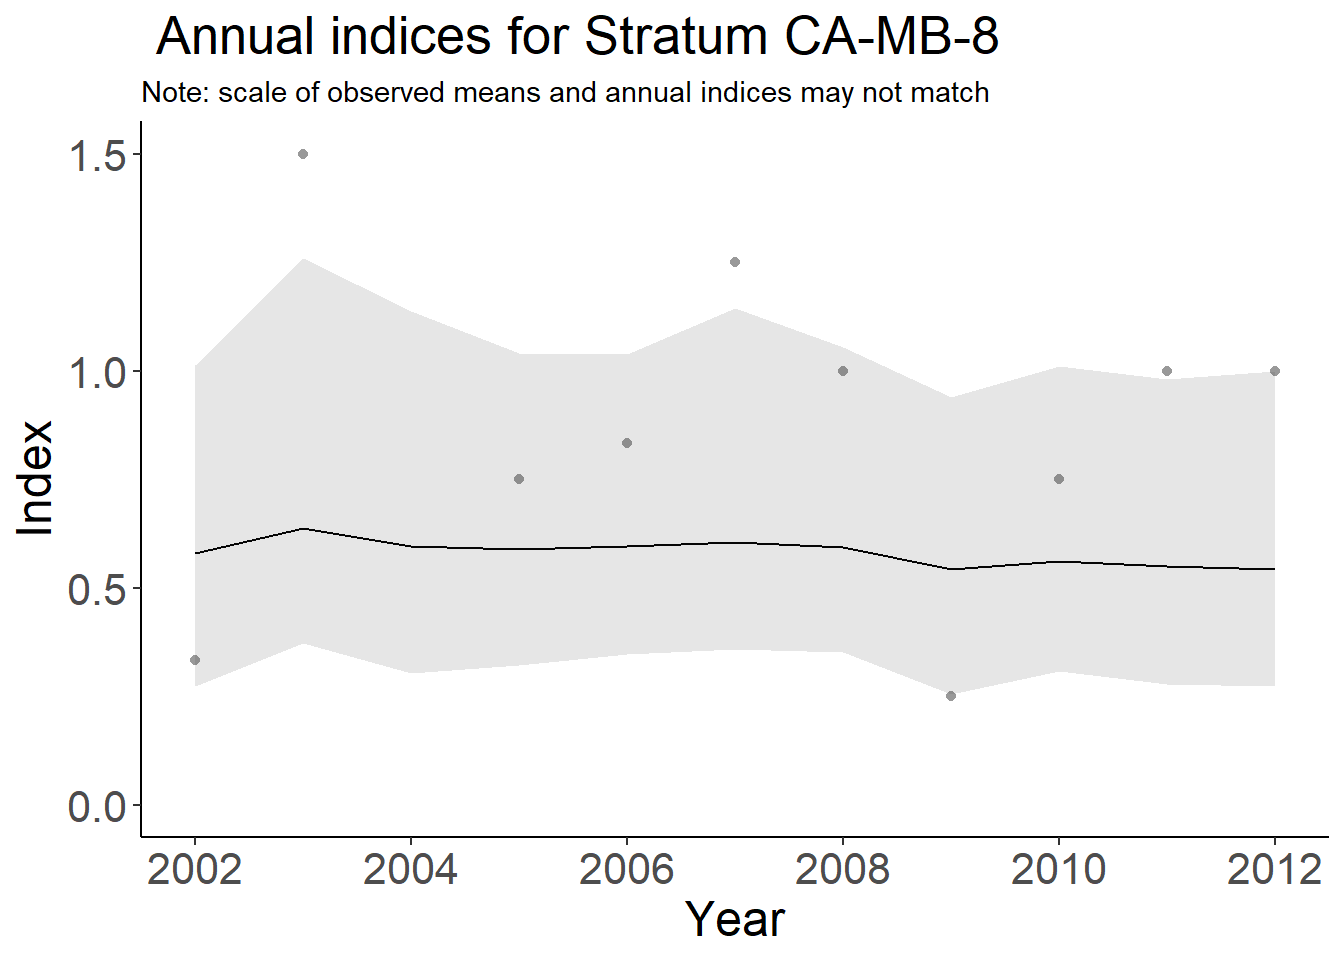 Annual indices for Stratum CA-MB-8
Note: scale of observed means and annual indices may not match
1.5
1.0
0.5
0.0
Index
2002 2004 2006 2008 2010 2012
Year